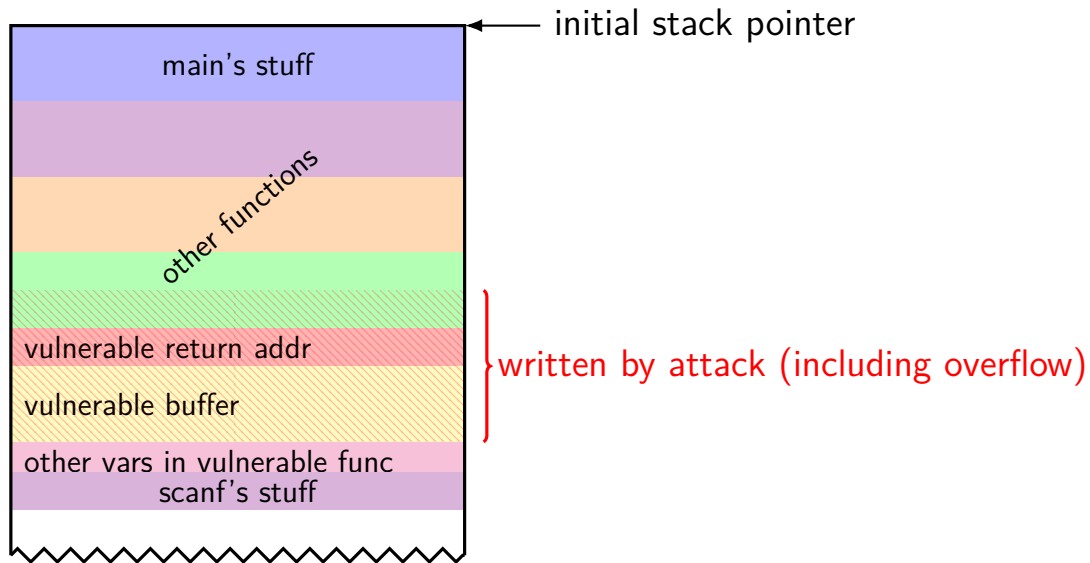 initial stack pointer
main's stuff
other functions
vulnerable return addr
written by attack (including overflow)
vulnerable buffer
other vars in vulnerable func
scanf's stuff